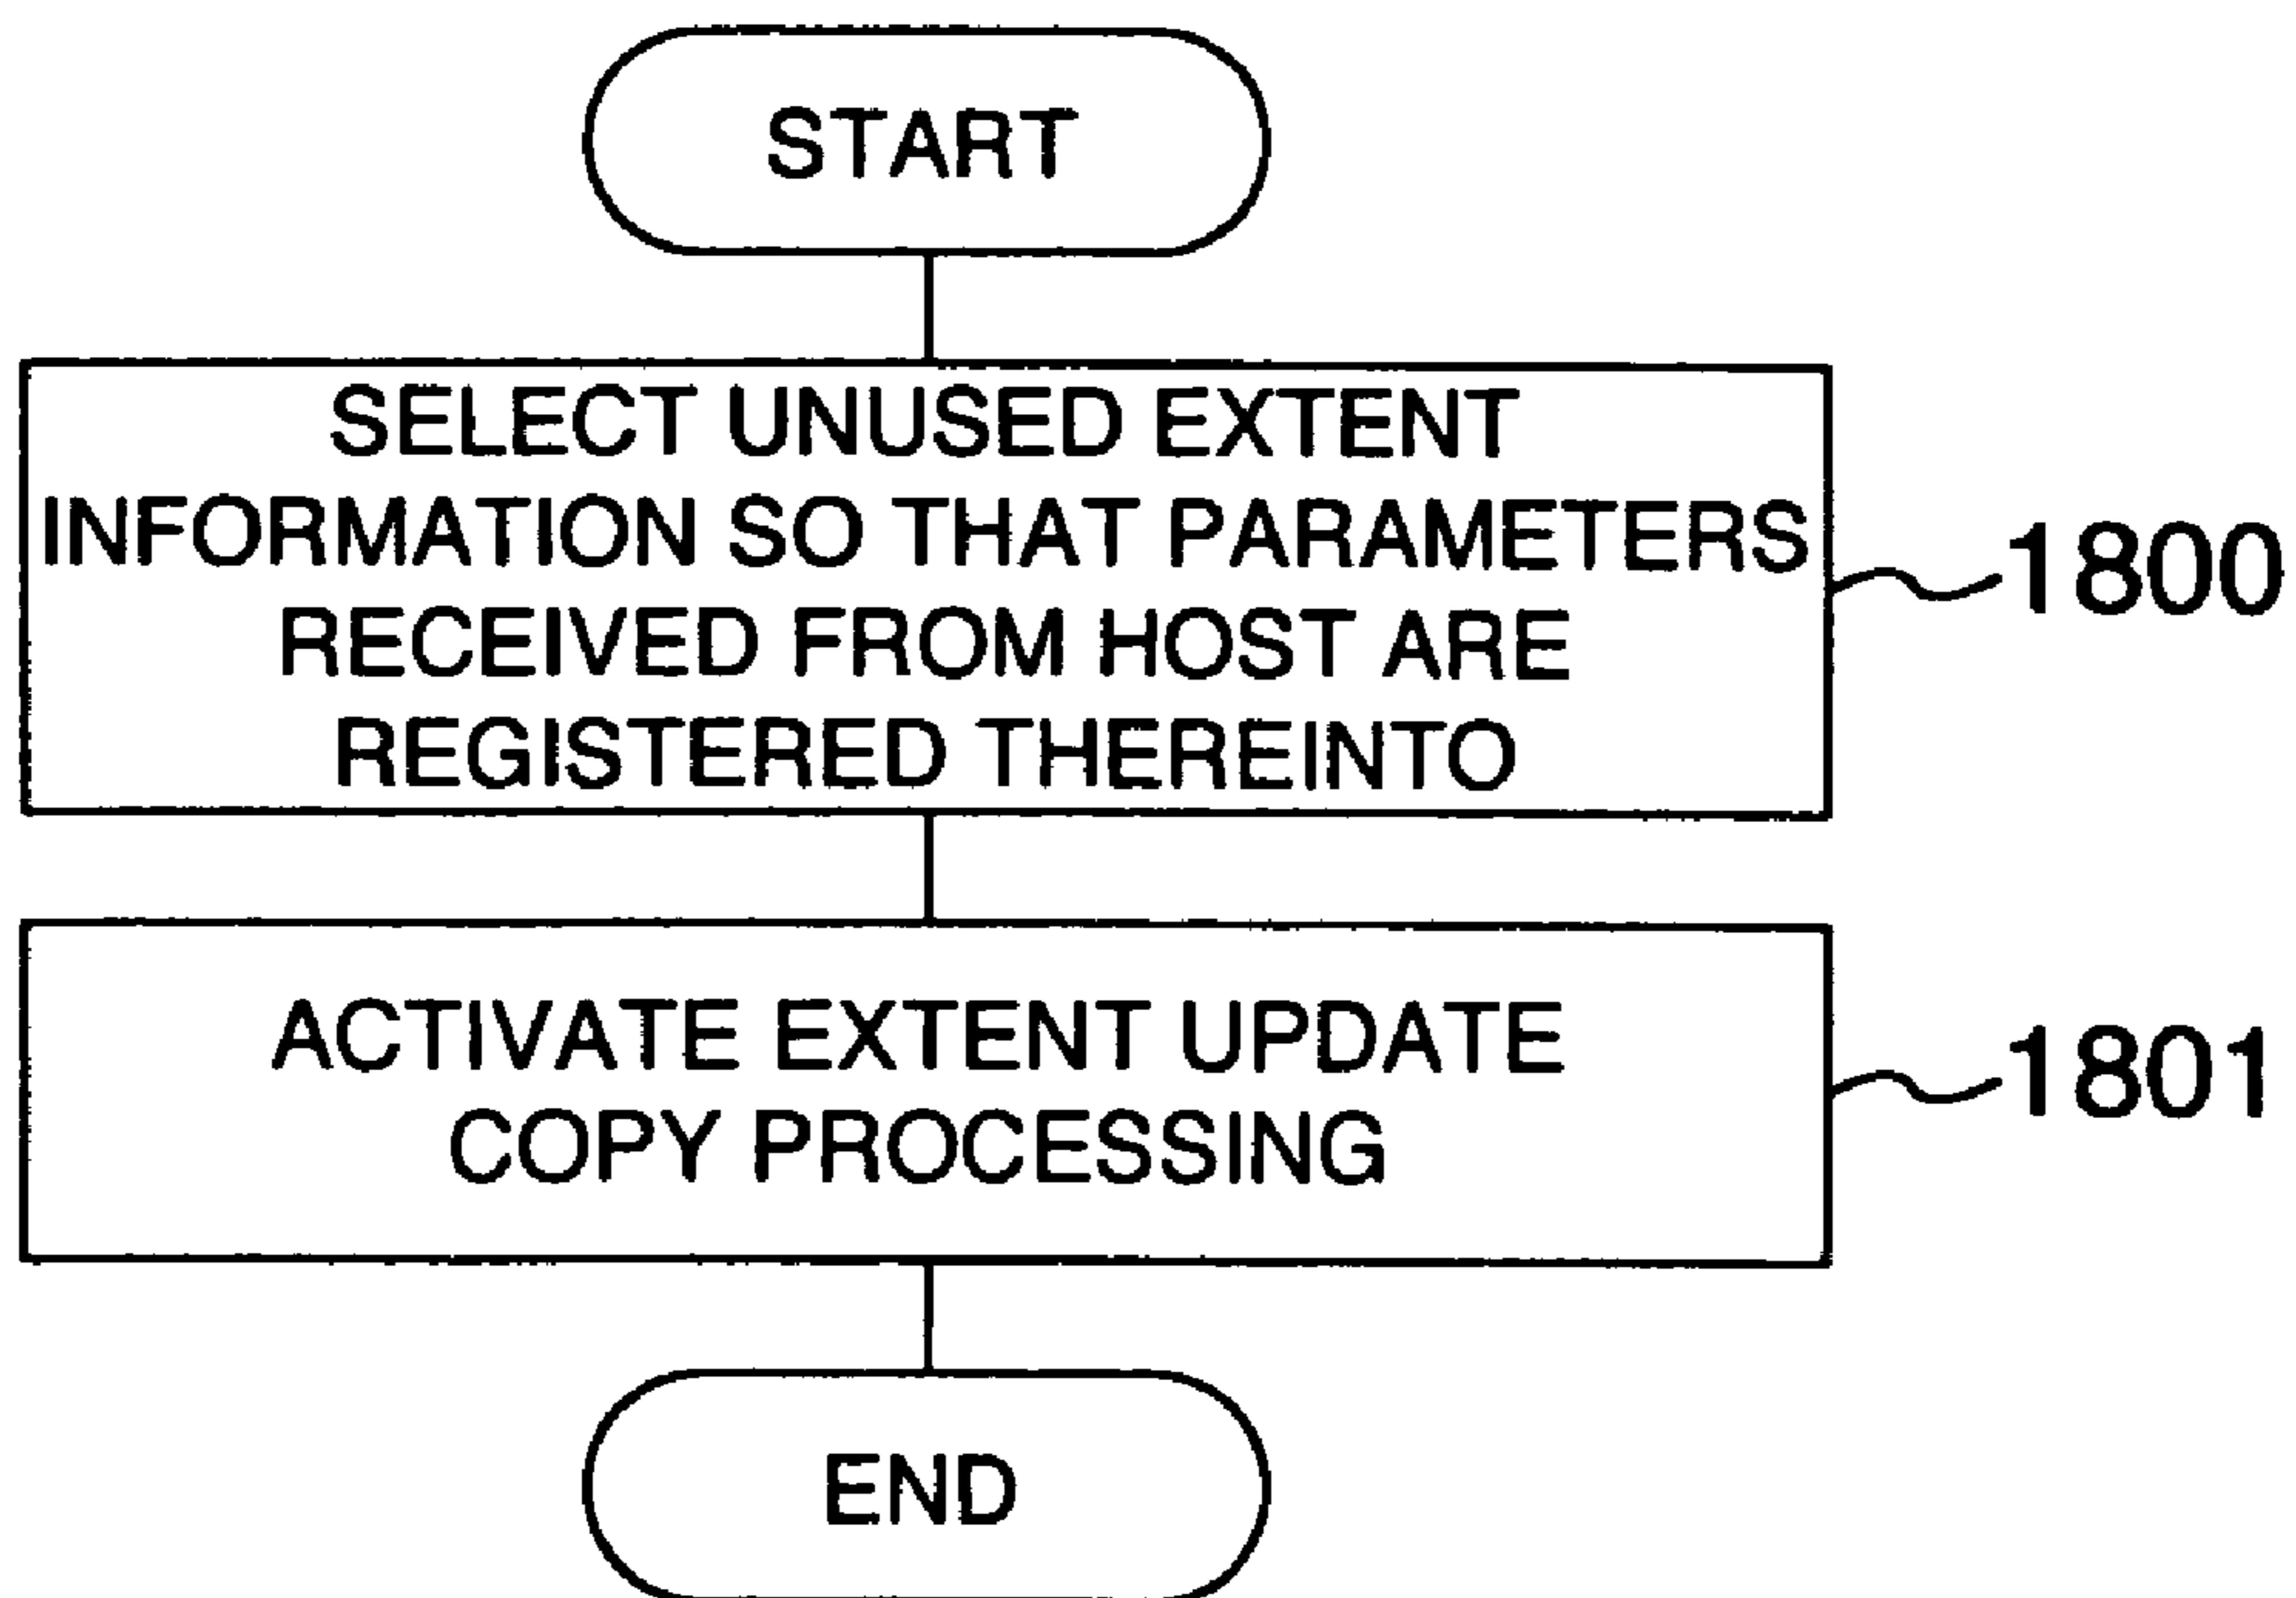 START
SELECT UNUSED EXTENT
INFORMATION SO THAT PARAMETERS
RECEIVED FROM HOST ARE
REGISTERED THEREINTO
1800
ACTIVATE EXTENT UPDATE
COPY PROCESSING
1801
END